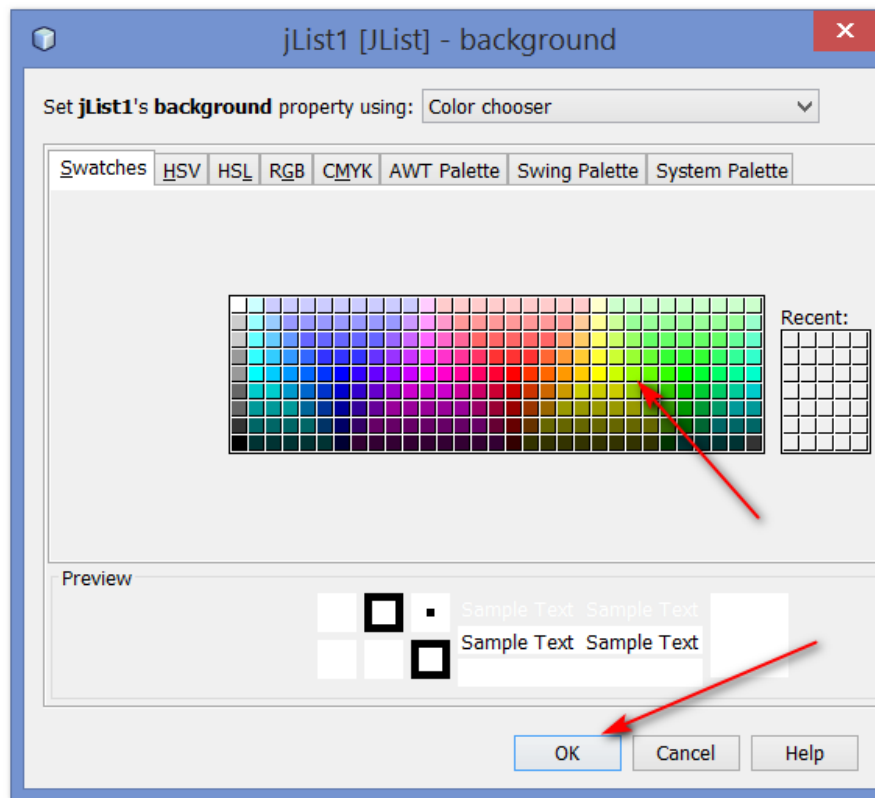 jList1 [JList] - background
Set jList1's background property using: Color chooser
Swatches HSV HSL RGB CMYK AWT Palette Swing Palette System Palette
Recent:
Preview
Sample Text Sample Text
Sample Text Sample Text
OK Cancel Help